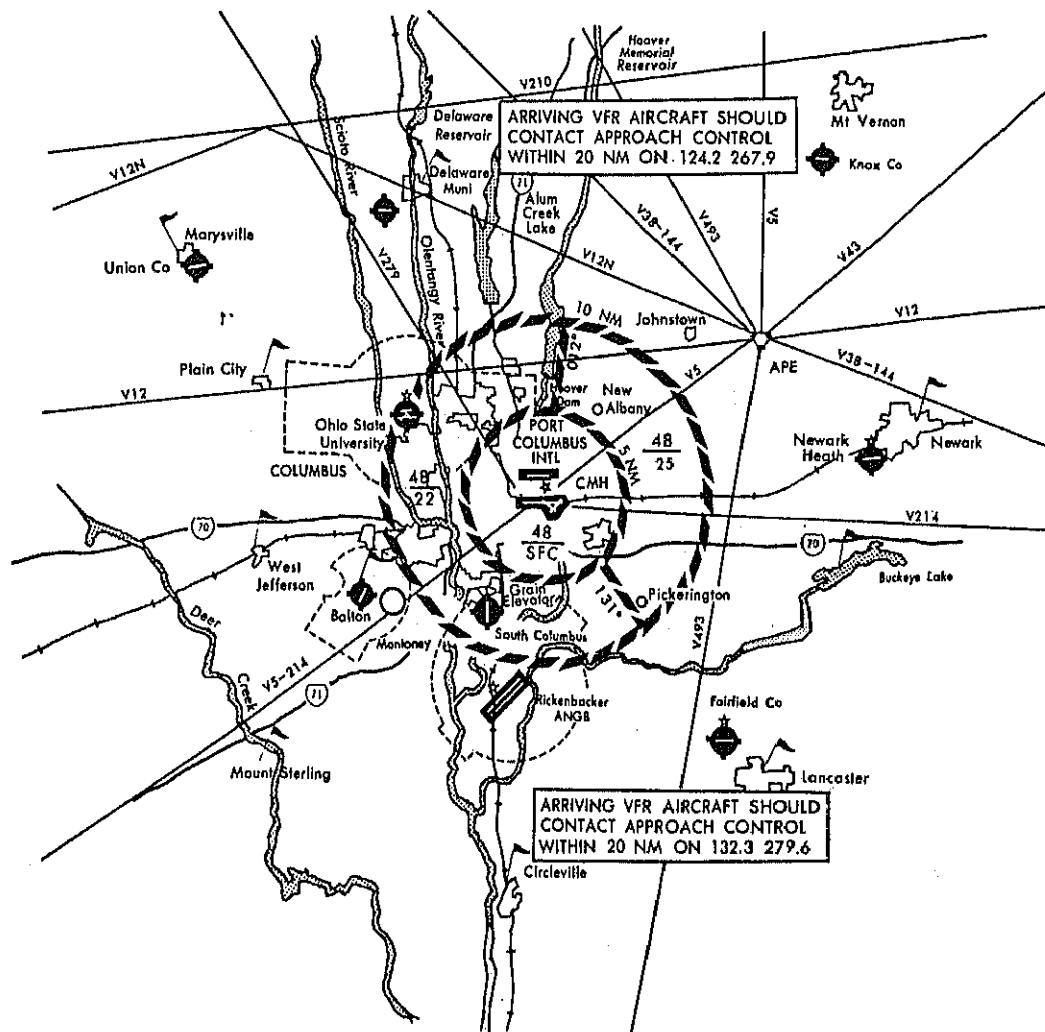 Hoover
Memorial
Reservoir
V210
ARRIVING VFR AIRCRAFT SHOULD
CONTACT APPROACH CONTROL
WITHIN 20 NM ON 124.2 267.9
Mt Vernon
Knox Co
Scioto River
Delaware
Reservoir
Delaware
Muni
71
Alum
Creek
Lake
V12N
Marysville
Union Co
V279
Olentangy River
V38-144
V493
V5
V43
V12N
10 NM
Johnstown
V12
APE
012°
V5
V38-144
Plain City
V12
Hoover
Dam
New
Albany
Ohio State
University
PORT
COLUMBUS
INTL
48
25
Newark
Heath
Newark
COLUMBUS
48
22
5 NM
CMH
V214
70
48
SFC
70
West
Jefferson
Buckeye Lake
Bolton
Grain
Elevator
131°
Pickerington
South Columbus
Deer
Creek
V5-214
71
V493
Rickenbacker
ANGB
Fairfield Co
Mount Sterling
Lancaster
ARRIVING VFR AIRCRAFT SHOULD
CONTACT APPROACH CONTROL
WITHIN 20 NM ON 132.3 279.6
Circleville